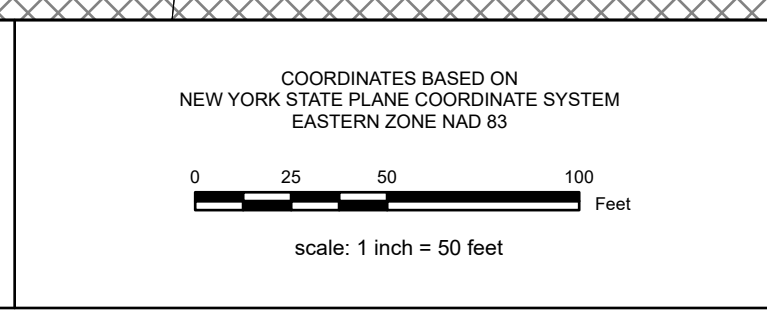 COORDINATES BASED ON
NEW YORK STATE PLANE COORDINATE SYSTEM
EASTERN ZONE NAD 83
0 25 50 100
Feet
scale: 1 inch = 50 feet